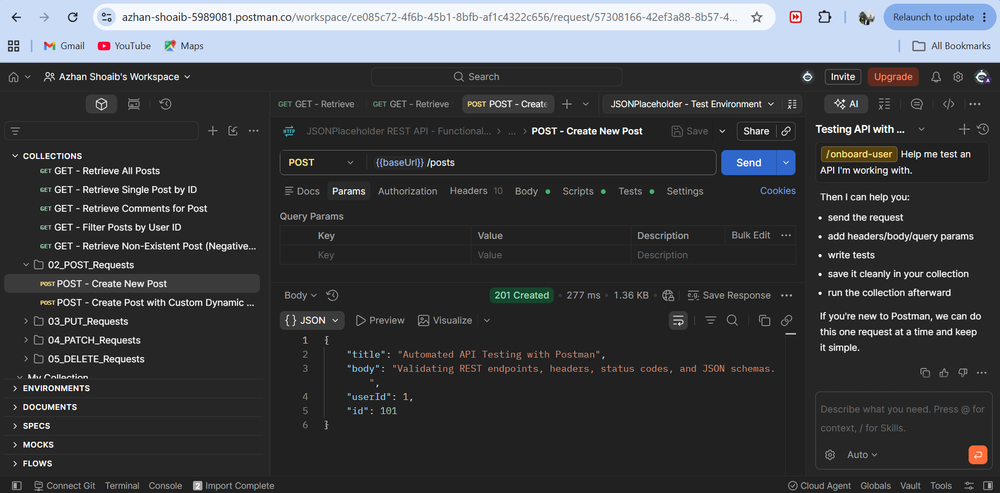 azhan-shoaib-5989081.postman.co/workspace/ce085c72-4f6b-45b1-8bfb-af1c4322c656/request/57308166-42ef3a88-8b57-4...
Relaunch to update
Gmail
YouTube
Maps
All Bookmarks
Azhan Shoaib's Workspace
Search
Invite
Upgrade
A
COLLECTIONS
GET GET - Retrieve All Posts
GET GET - Retrieve Single Post by ID
GET GET - Retrieve Comments for Post
GET GET - Filter Posts by User ID
GET GET - Retrieve Non-Existent Post (Negative...
02_POST_Requests
POST POST - Create New Post
POST POST - Create Post with Custom Dynamic ...
03_PUT_Requests
04_PATCH_Requests
05_DELETE_Requests
My Collection
ENVIRONMENTS
DOCUMENTS
SPECS
MOCKS
FLOWS
GET GET - Retrieve
GET GET - Retrieve
POST POST - Create
JSONPlaceholder - Test Environment
HTTP JSONPlaceholder REST API - Functional... > ... > POST - Create New Post
Save
Share
POST
{{baseUrl}} /posts
Send
Docs
Params
Authorization
Headers 10
Body
Scripts
Tests
Settings
Cookies
Query Params
Key Value Description Bulk Edit
Key Value Description
Body
201 Created • 277 ms • 1.36 KB
e.g. Save Response
{} JSON
Preview
Visualize
1 {
2 "title": "Automated API Testing with Postman",
3 "body": "Validating REST endpoints, headers, status codes, and JSON schemas.
",
4 "userId": 1,
5 "id": 101
6 }
AI
Testing API with ...
/onboard-user Help me test an
API I'm working with.
Then I can help you:
• send the request
• add headers/body/query params
• write tests
• save it cleanly in your collection
• run the collection afterward
If you're new to Postman, we can do
this one request at a time and keep
it simple.
Describe what you need. Press @ for
context, / for Skills.
Auto
Connect Git
Terminal
Console
2 Import Complete
Cloud Agent
Globals
Vault
Tools